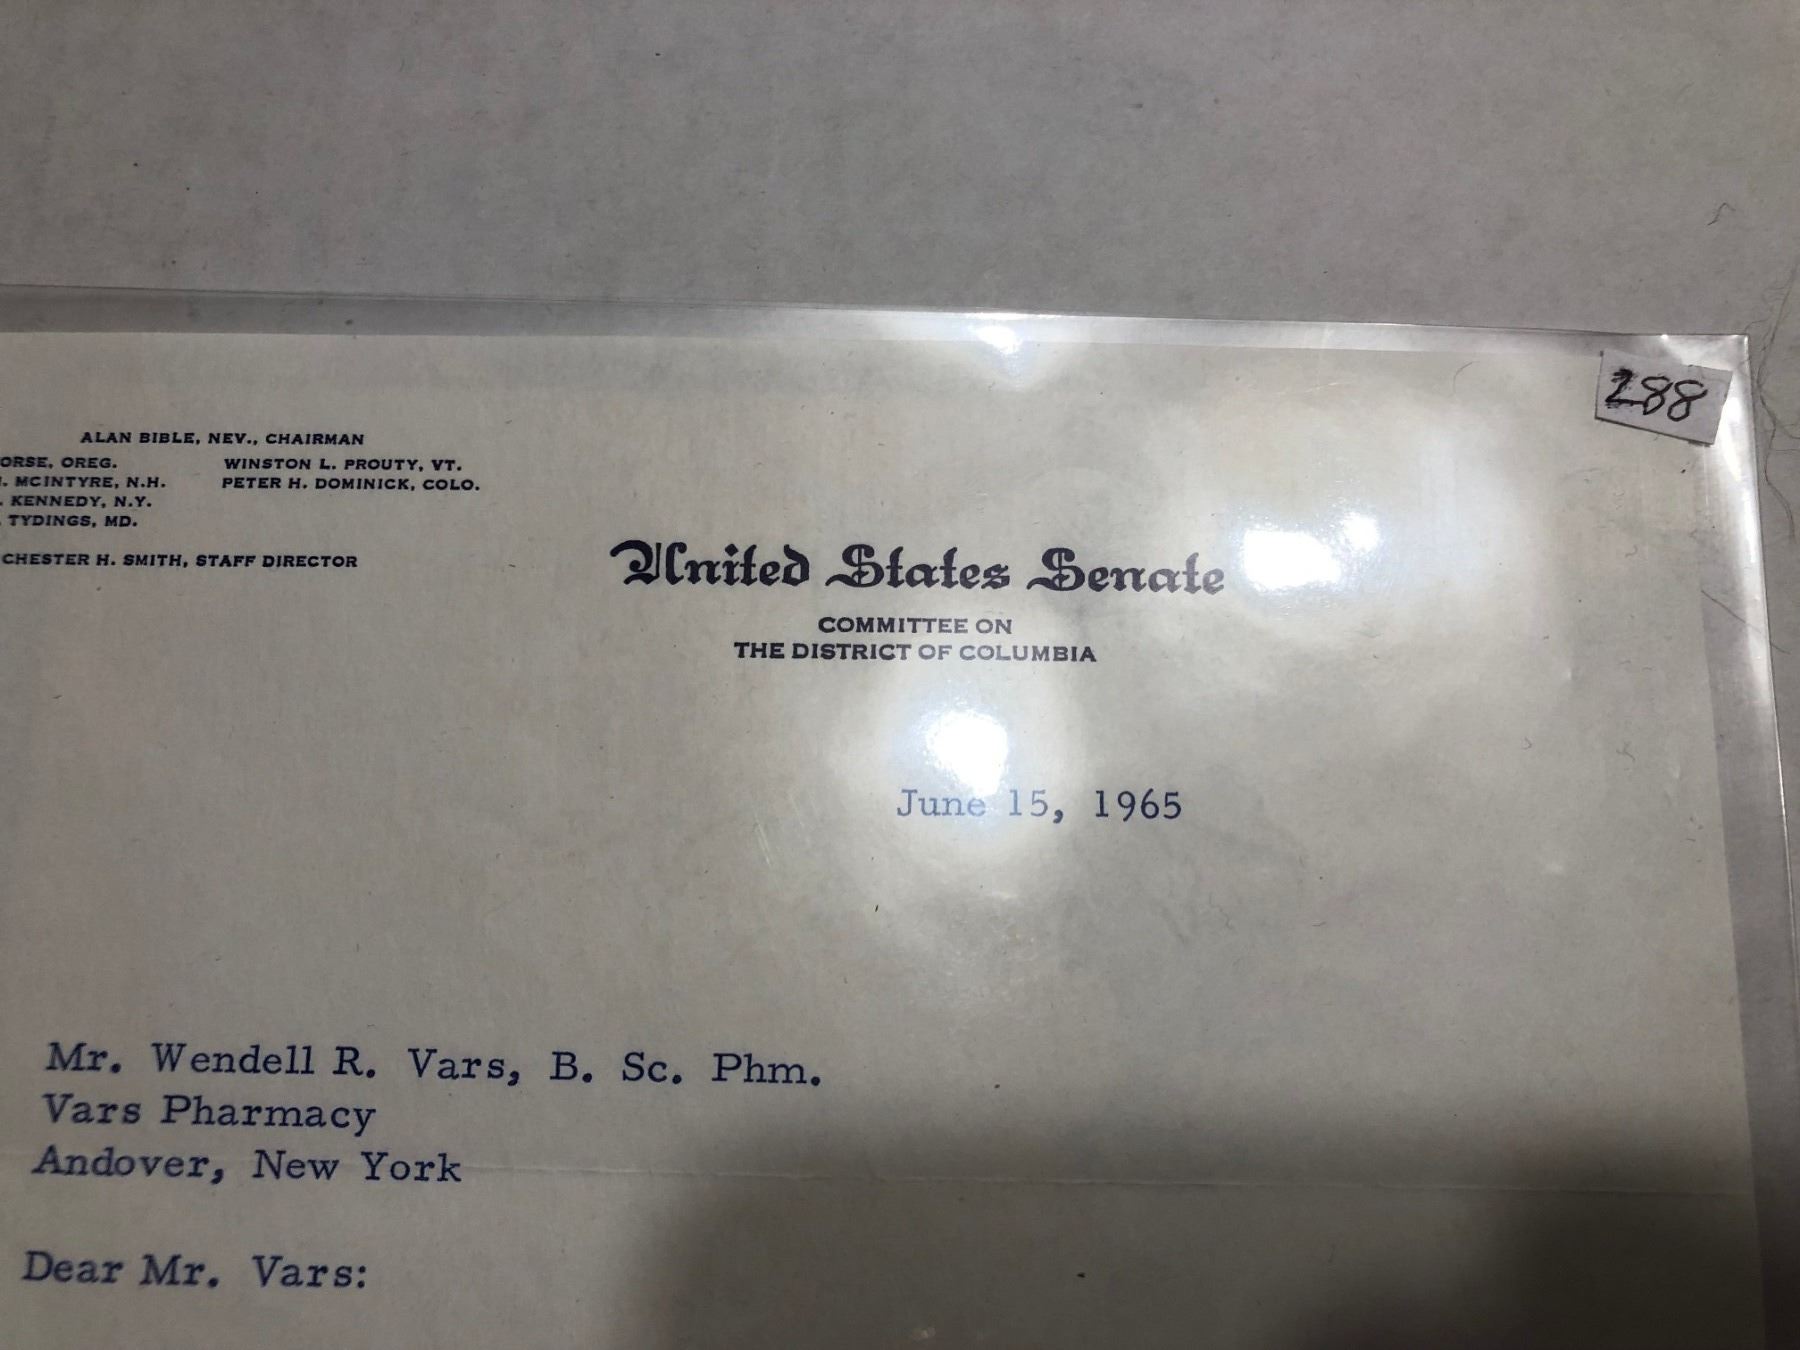 288
ALAN BIBLE, NEV., CHAIRMAN
ORSE, OREG. WINSTON L. PROUTY, VT.
. MCINTYRE, N.H. PETER H. DOMINICK, COLO.
. KENNEDY, N.Y.
. TYDINGS, MD.
CHESTER H. SMITH, STAFF DIRECTOR
United States Senate
COMMITTEE ON
THE DISTRICT OF COLUMBIA
June 15, 1965
Mr. Wendell R. Vars, B. Sc. Phm.
Vars Pharmacy
Andover, New York
Dear Mr. Vars: